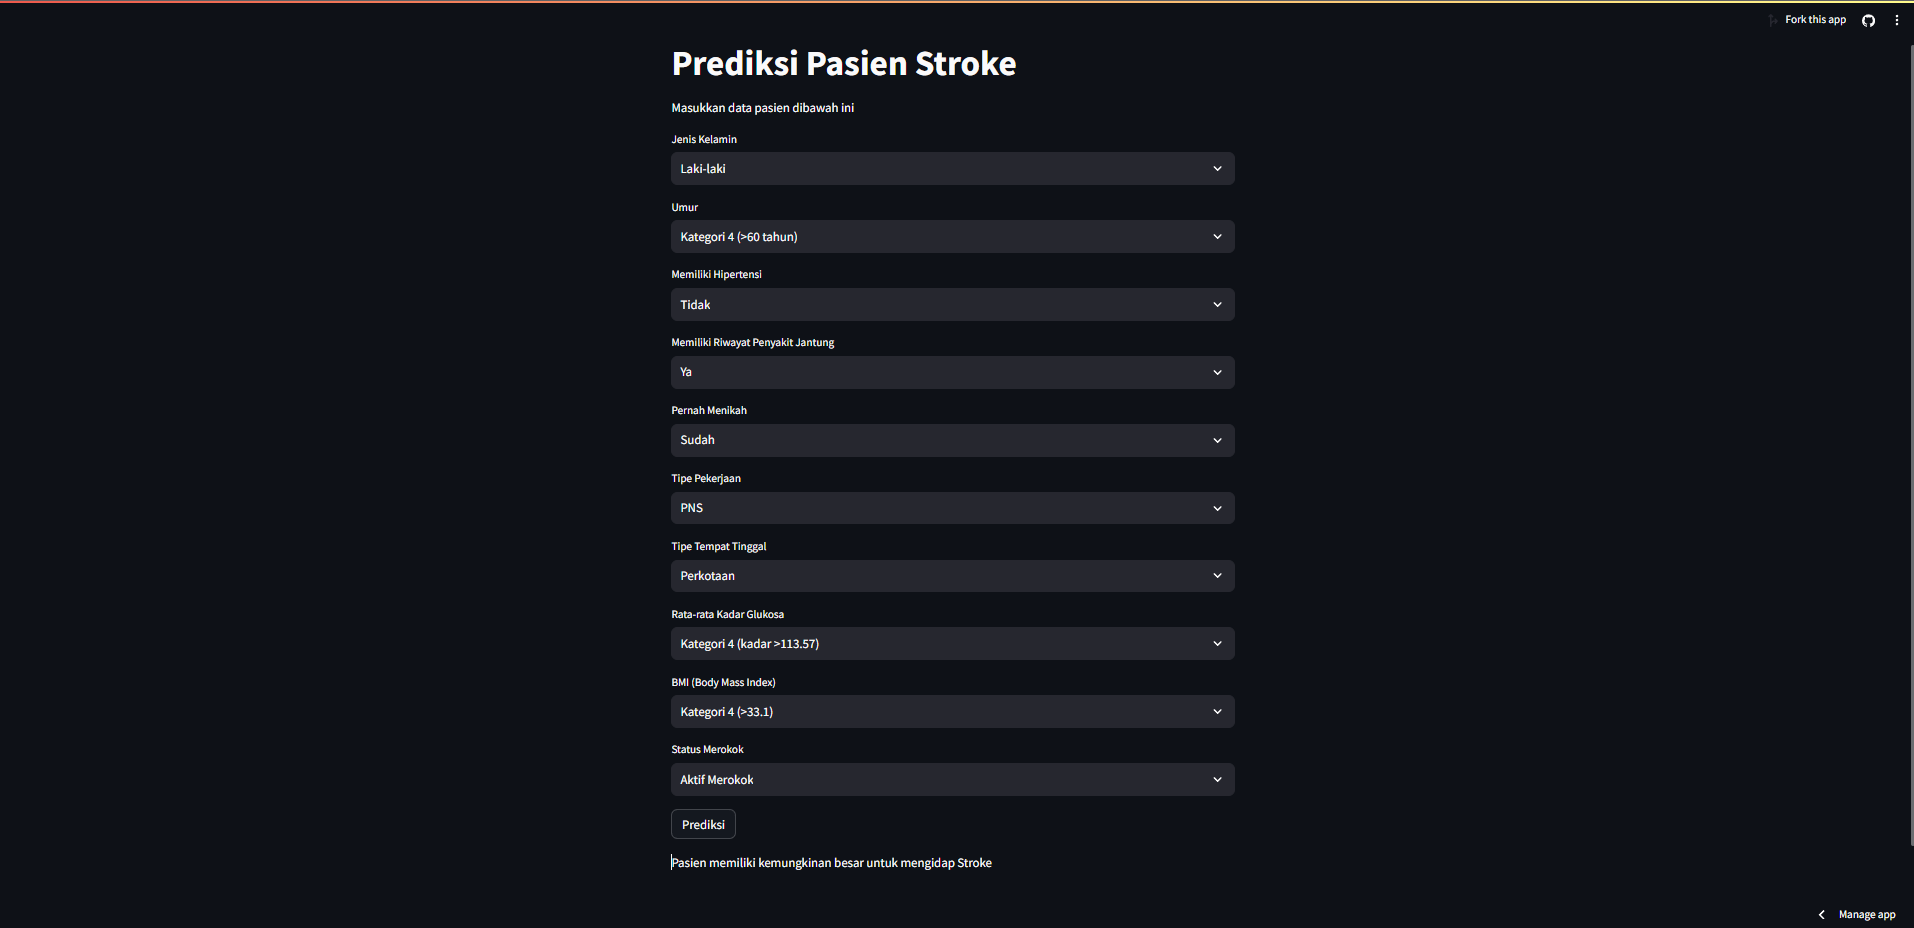 Fork this app
Prediksi Pasien Stroke
Masukkan data pasien dibawah ini
Jenis Kelamin
Laki-laki
Umur
Kategori 4 (>60 tahun)
Memiliki Hipertensi
Tidak
Memiliki Riwayat Penyakit Jantung
Ya
Pernah Menikah
Sudah
Tipe Pekerjaan
PNS
Tipe Tempat Tinggal
Perkotaan
Rata-rata Kadar Glukosa
Kategori 4 (kadar >113.57)
BMI (Body Mass Index)
Kategori 4 (>33.1)
Status Merokok
Aktif Merokok
Prediksi
Pasien memiliki kemungkinan besar untuk mengidap Stroke
Manage app